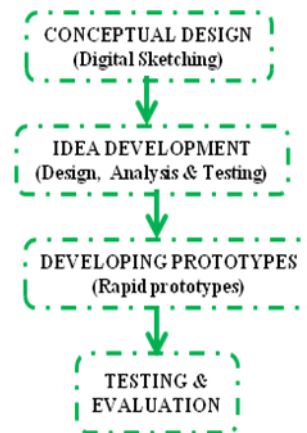 CONCEPTUAL DESIGN
(Digital Sketching)
IDEA DEVELOPMENT
(Design, Analysis & Testing)
DEVELOPING PROTOTYPES
(Rapid prototypes)
TESTING &
EVALUATION